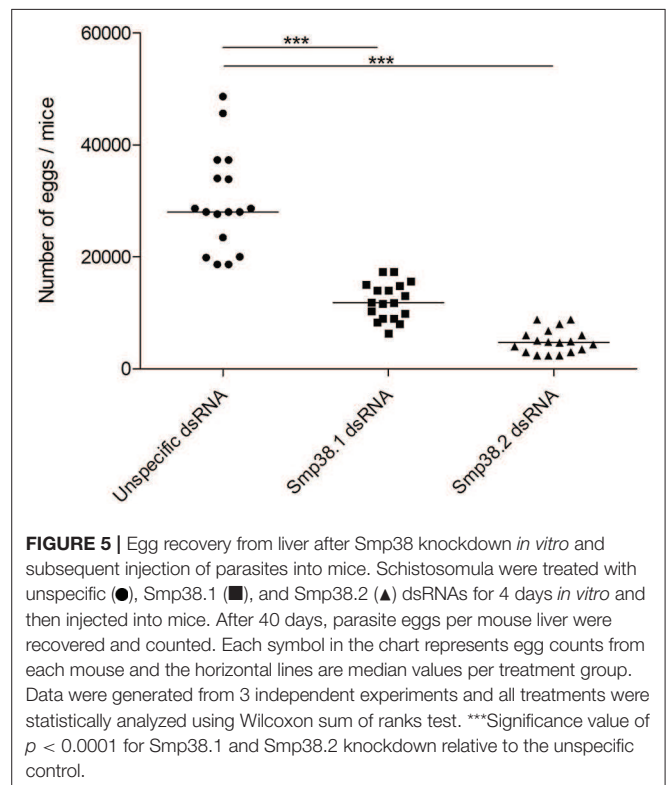 60000
***
***
40000
Number of eggs / mice
20000
0
Unspecific dsRNA
Smp38.1 dsRNA
Smp38.2 dsRNA
FIGURE 5 | Egg recovery from liver after Smp38 knockdown in vitro and
subsequent injection of parasites into mice. Schistosomula were treated with
unspecific (●), Smp38.1 (■), and Smp38.2 (▲) dsRNAs for 4 days in vitro and
then injected into mice. After 40 days, parasite eggs per mouse liver were
recovered and counted. Each symbol in the chart represents egg counts from
each mouse and the horizontal lines are median values per treatment group.
Data were generated from 3 independent experiments and all treatments were
statistically analyzed using Wilcoxon sum of ranks test. ***Significance value of
p < 0.0001 for Smp38.1 and Smp38.2 knockdown relative to the unspecific
control.